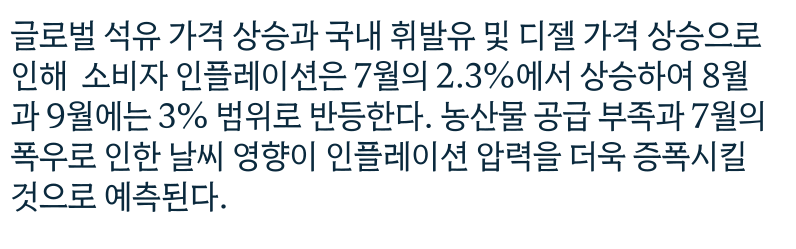 글로벌 석유 가격 상승과 국내 휘발유 및 디젤 가격 상승으로
인해  소비자 인플레이션은 7월의 2.3%에서 상승하여 8월
과 9월에는 3% 범위로 반등한다. 농산물 공급 부족과 7월의
폭우로 인한 날씨 영향이 인플레이션 압력을 더욱 증폭시킬
것으로 예측된다.